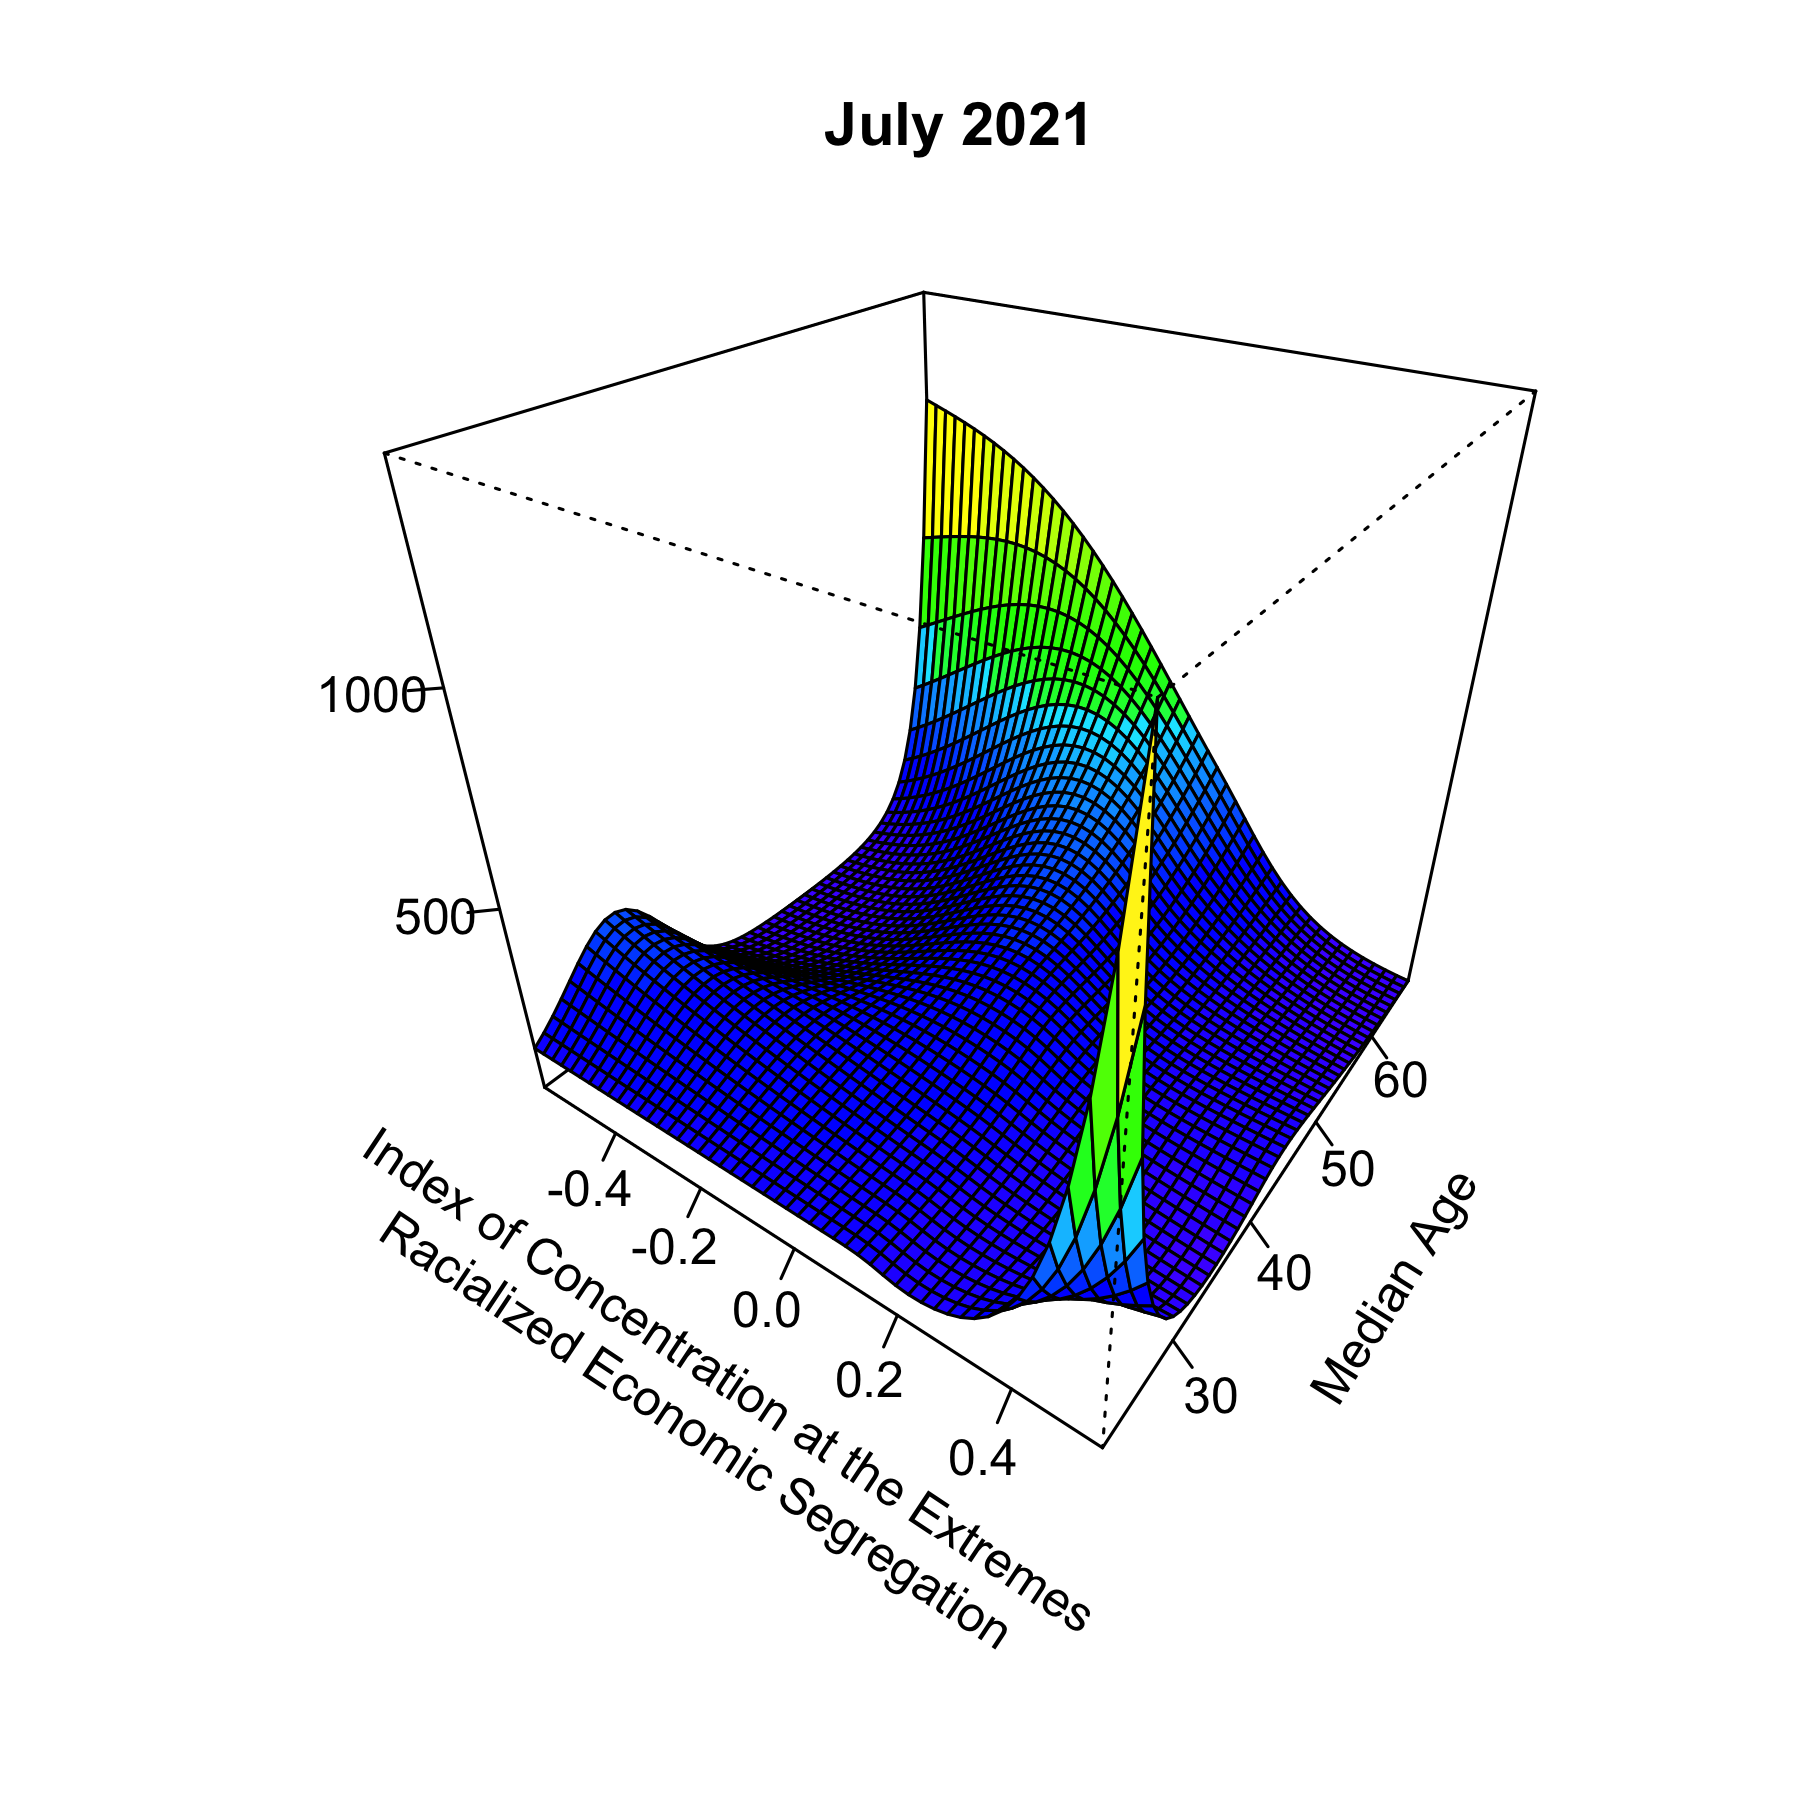 July 2021
1000
500
-0.4
-0.2
0.0
0.2
0.4
Index of Concentration at the Extremes
Racialized Economic Segregation
30
40
50
60
Median Age